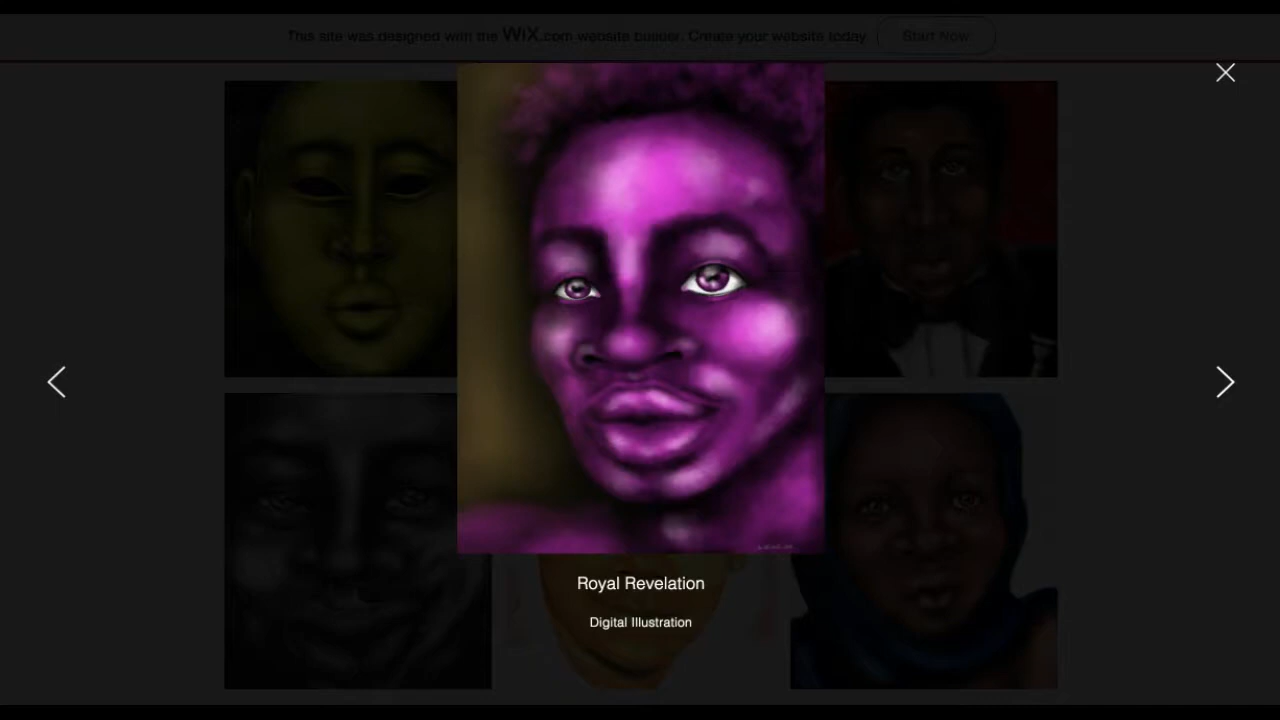 This site was designed with the WiX.com website builder. Create your website today.
Start Now
Royal Revelation
Digital Illustration